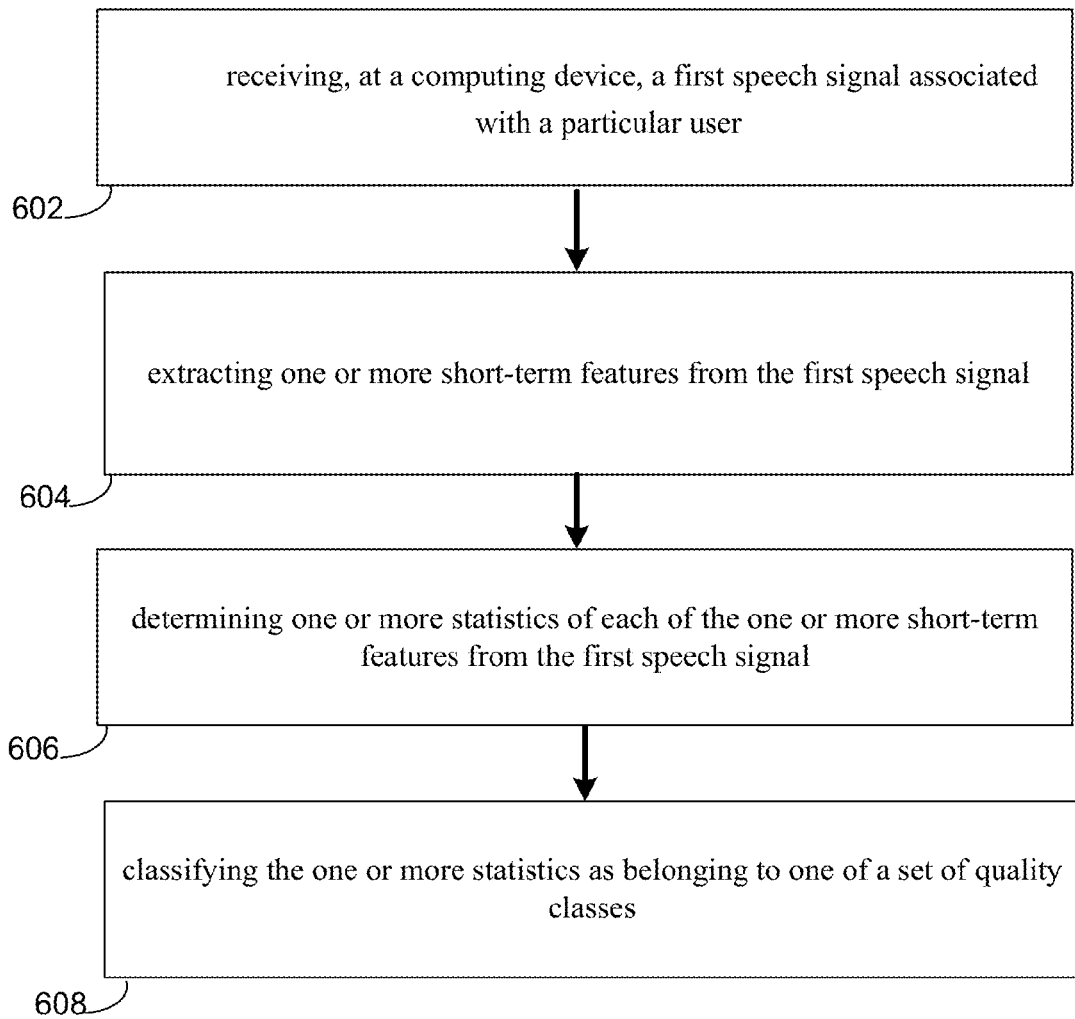 receiving, at a computing device, a first speech signal associated
with a particular user
602
extracting one or more short-term features from the first speech signal
604
determining one or more statistics of each of the one or more short-term
features from the first speech signal
606
classifying the one or more statistics as belonging to one of a set of quality
classes
608